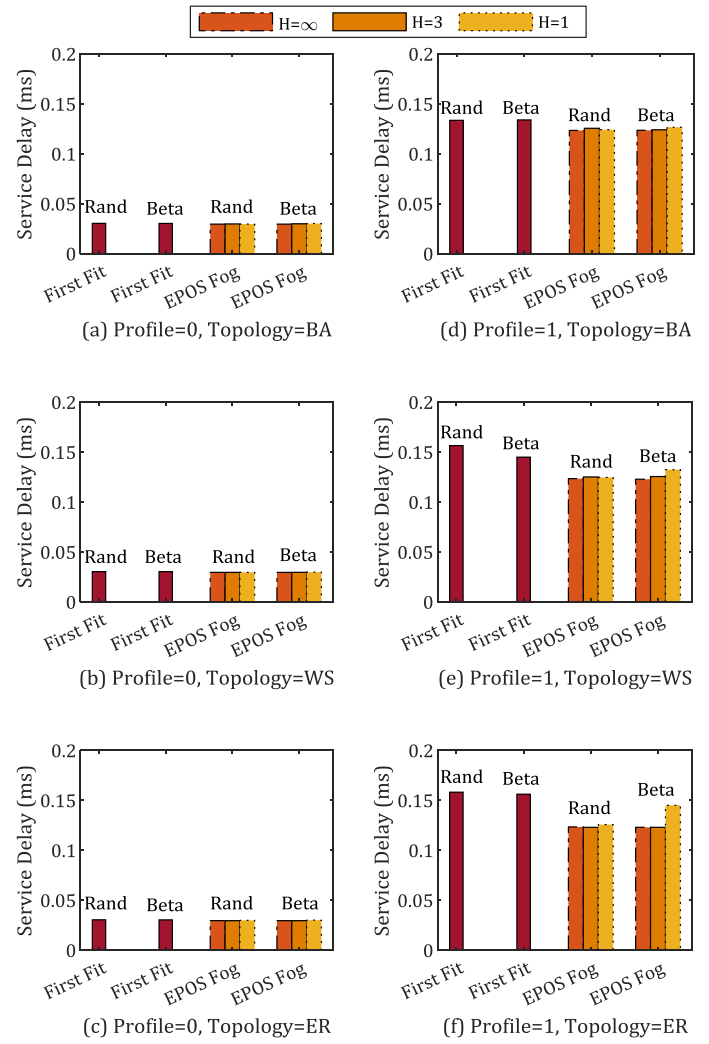 H=∞ H=3 H=1
0.2
0.15
0.1
0.05
0
Service Delay (ms)
Rand Beta Rand Beta
First Fit First Fit EPOS Fog EPOS Fog
(a) Profile=0, Topology=BA
0.2
0.15
0.1
0.05
0
Service Delay (ms)
Rand Beta Rand Beta
First Fit First Fit EPOS Fog EPOS Fog
(d) Profile=1, Topology=BA
0.2
0.15
0.1
0.05
0
Service Delay (ms)
Rand Beta Rand Beta
First Fit First Fit EPOS Fog EPOS Fog
(b) Profile=0, Topology=WS
0.2
0.15
0.1
0.05
0
Service Delay (ms)
Rand Beta Rand Beta
First Fit First Fit EPOS Fog EPOS Fog
(e) Profile=1, Topology=WS
0.2
0.15
0.1
0.05
0
Service Delay (ms)
Rand Beta Rand Beta
First Fit First Fit EPOS Fog EPOS Fog
(c) Profile=0, Topology=ER
0.2
0.15
0.1
0.05
0
Service Delay (ms)
Rand Beta Rand Beta
First Fit First Fit EPOS Fog EPOS Fog
(f) Profile=1, Topology=ER